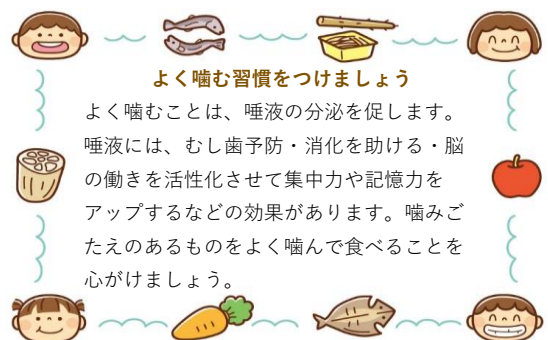 よく噛む習慣をつけましょう
よく噛むことは、唾液の分泌を促します。
唾液には、むし歯予防・消化を助ける・脳
の働きを活性化させて集中力や記憶力を
アップするなどの効果があります。噛みご
たえのあるものをよく噛んで食べることを
心がけましょう。